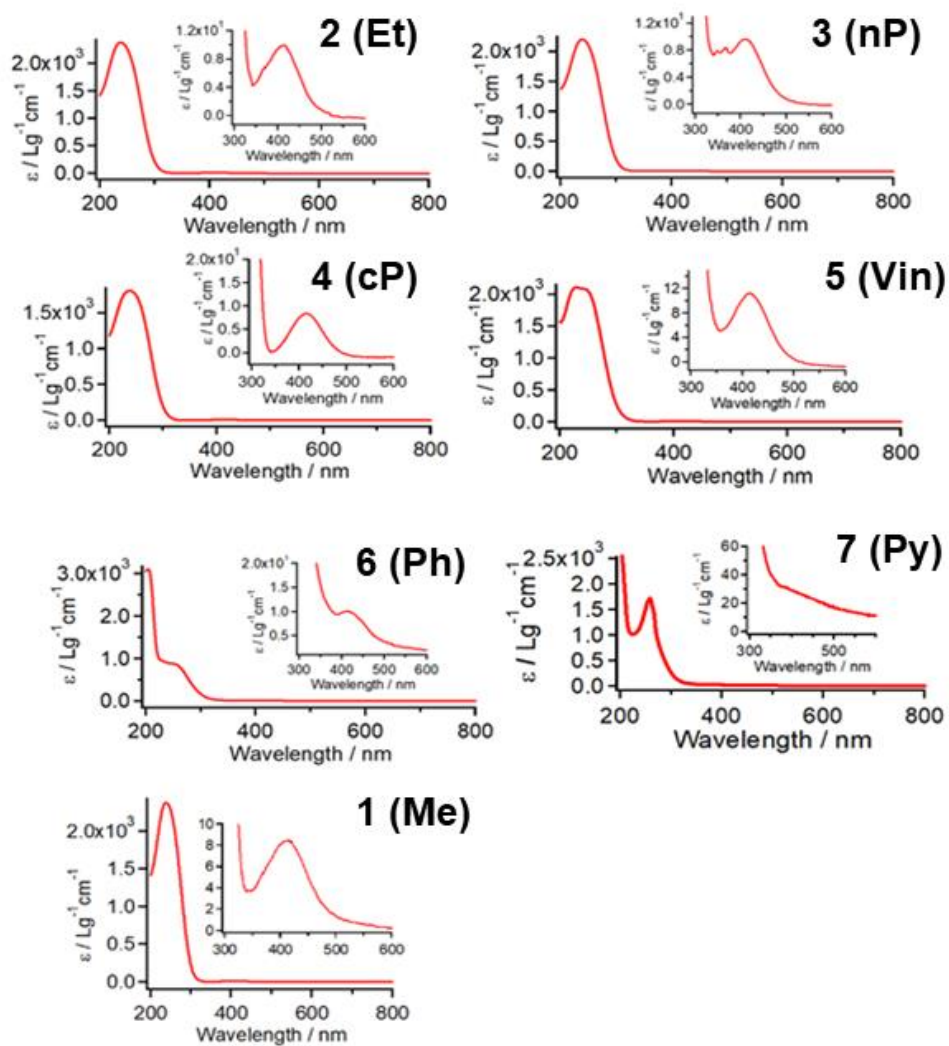 2 (Et)
1.2x10¹
0.8
0.4
0.0
300 400 500 600
Wavelength / nm
ε / Lg⁻¹cm⁻¹
2.0x10³
1.5
1.0
0.5
0.0
200 400 600 800
Wavelength / nm
ε / Lg⁻¹cm⁻¹
3 (nP)
1.2x10¹
0.8
0.4
0.0
300 400 500 600
Wavelength / nm
ε / Lg⁻¹cm⁻¹
2.0x10³
1.5
1.0
0.5
0.0
200 400 600 800
Wavelength / nm
ε / Lg⁻¹cm⁻¹
4 (cP)
2.0x10¹
1.5
1.0
0.5
0.0
300 400 500 600
Wavelength / nm
ε / Lg⁻¹cm⁻¹
1.5x10³
1.0
0.5
0.0
200 400 600 800
Wavelength / nm
ε / Lg⁻¹cm⁻¹
5 (Vin)
12
8
4
0
300 400 500 600
Wavelength / nm
ε / Lg⁻¹cm⁻¹
2.0x10³
1.5
1.0
0.5
0.0
200 400 600 800
Wavelength / nm
ε / Lg⁻¹cm⁻¹
6 (Ph)
2.0x10¹
1.5
1.0
0.5
300 400 500 600
Wavelength / nm
ε / Lg⁻¹cm⁻¹
3.0x10³
2.0
1.0
0.0
200 400 600 800
Wavelength / nm
ε / Lg⁻¹cm⁻¹
7 (Py)
60
40
20
0
300 500
Wavelength / nm
ε / Lg⁻¹cm⁻¹
2.5x10³
2.0
1.5
1.0
0.5
0.0
200 400 600 800
Wavelength / nm
ε / Lg⁻¹cm⁻¹
1 (Me)
10
8
6
4
2
0
300 400 500 600
ε / Lg⁻¹cm⁻¹
2.0x10³
1.5
1.0
0.5
0.0
200 400 600 800
Wavelength / nm
ε / Lg⁻¹cm⁻¹